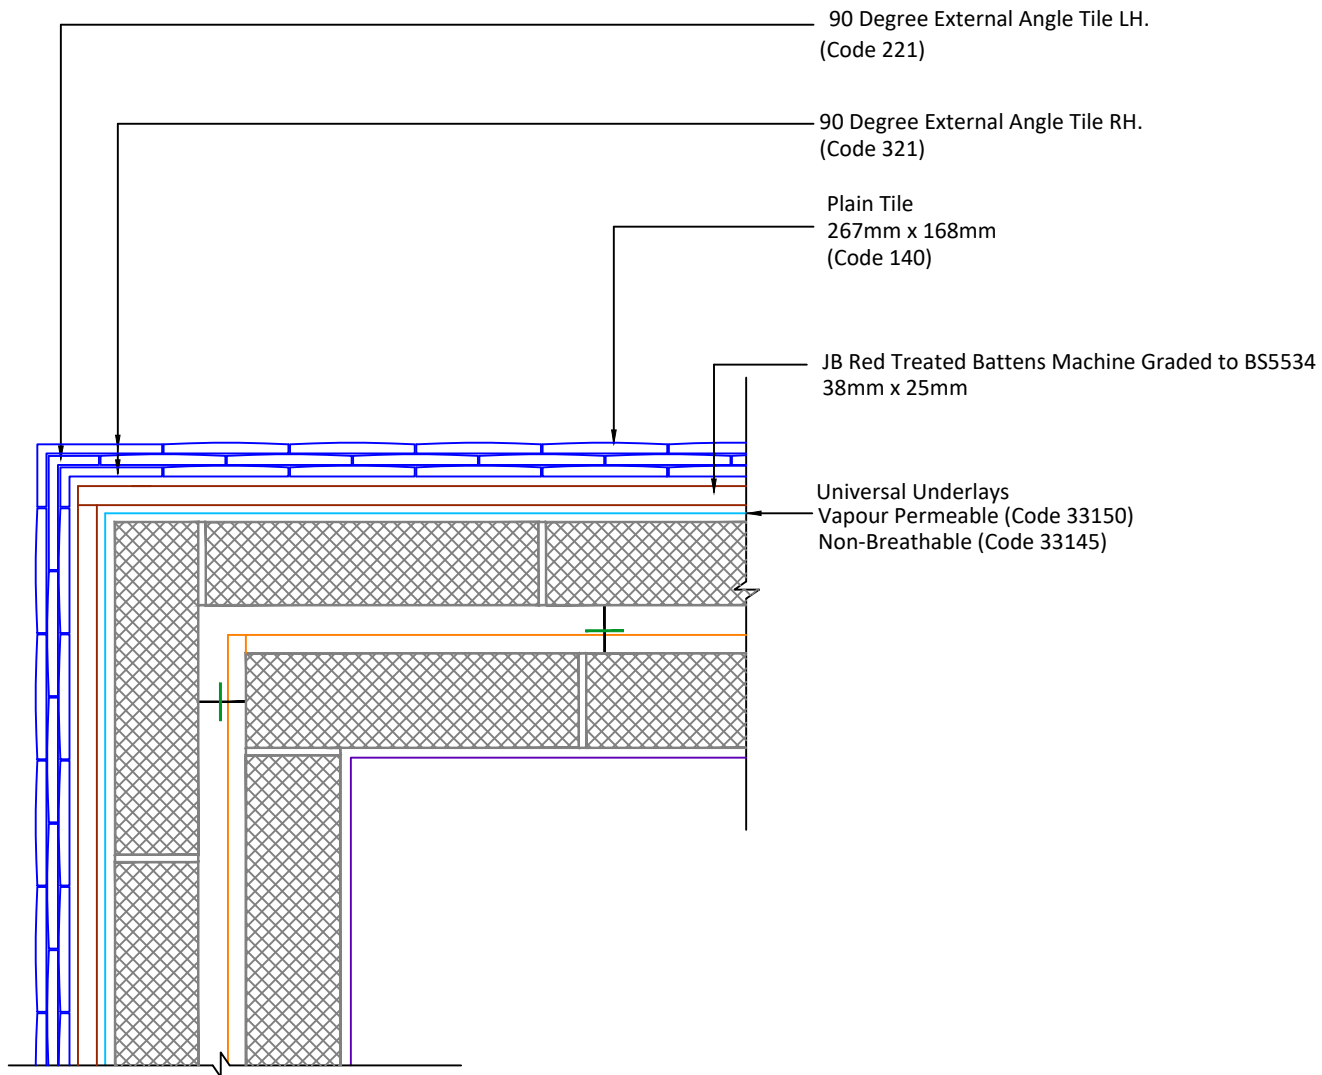 90 Degree External Angle Tile LH.
(Code 221)
90 Degree External Angle Tile RH.
(Code 321)
Plain Tile
267mm x 168mm
(Code 140)
JB Red Treated Battens Machine Graded to BS5534
38mm x 25mm
Universal Underlays
Vapour Permeable (Code 33150)
Non-Breathable (Code 33145)